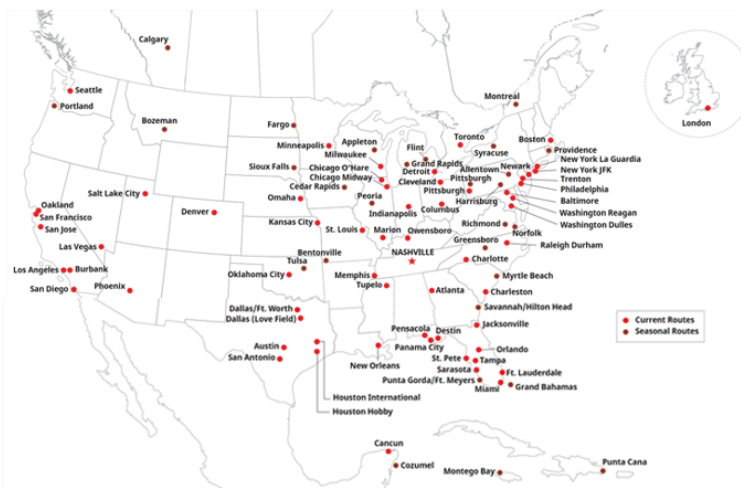 Calgary
Seattle
Portland
Bozeman
Fargo
Minneapolis
Appleton
Milwaukee
Flint
Montreal
Toronto
Syracuse
Boston
Providence
London
Sioux Falls
Chicago O'Hare
Chicago Midway
Grand Rapids
Detroit
Cleveland
Allentown
Newark
New York La Guardia
New York JFK
Pittsburgh
Pittsburgh
Trenton
Philadelphia
Harrisburg
Baltimore
Washington Reagan
Washington Dulles
Salt Lake City
Omaha
Cedar Rapids
Peoria
Indianapolis
Columbus
Oakland
San Francisco
San Jose
Denver
Kansas City
St. Louis
Marion
Owensboro
Richmond
Norfolk
Greensboro
Raleigh Durham
Las Vegas
Bentonville
Tulsa
NASHVILLE
Charlotte
Los Angeles
Burbank
Oklahoma City
Memphis
Tupelo
Myrtle Beach
San Diego
Phoenix
Atlanta
Charleston
Savannah/Hilton Head
Dallas/Ft. Worth
Dallas (Love Field)
Pensacola
Destin
Panama City
Jacksonville
Current Routes
Seasonal Routes
Austin
San Antonio
New Orleans
Orlando
St. Pete
Tampa
Sarasota
Ft. Lauderdale
Punta Gorda/Ft. Meyers
Miami
Grand Bahamas
Houston International
Houston Hobby
Cancun
Cozumel
Montego Bay
Punta Cana